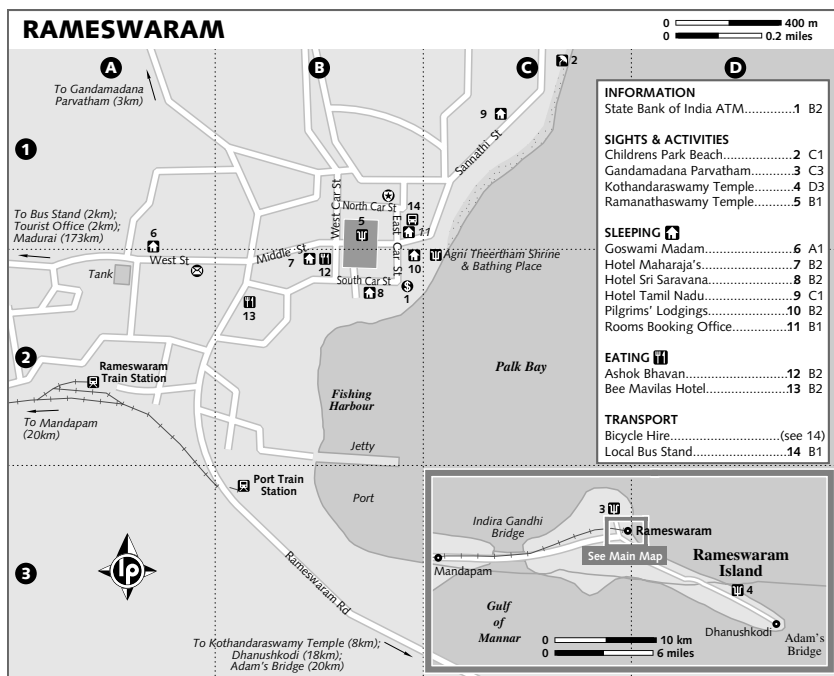 RAMESWARAM
0 400 m
0 0.2 miles
A
B
C
D
1
2
3
To Gandamadana
Parvatham (3km)
2
9
Sannathi St
West Car St
North Car St
14
5
East Car St
11
To Bus Stand (2km);
Tourist Office (2km);
Madurai (173km)
6
West St
Middle St
7
12
10
Agni Theertham Shrine
& Bathing Place
Tank
South Car St
8
$
1
13
Rameswaram
Train Station
Palk Bay
Fishing
Harbour
To Mandapam
(20km)
Jetty
Port Train
Station
Port
lp
Rameswaram Rd
To Kothandaraswamy Temple (8km);
Dhanushkodi (18km);
Adam's Bridge (20km)
INFORMATION
State Bank of India ATM..............1 B2
SIGHTS & ACTIVITIES
Childrens Park Beach...................2 C1
Gandamadana Parvatham...........3 C3
Kothandaraswamy Temple..........4 D3
Ramanathaswamy Temple..........5 B1
SLEEPING
Goswami Madam........................6 A1
Hotel Maharaja's.........................7 B2
Hotel Sri Saravana.......................8 B2
Hotel Tamil Nadu........................9 C1
Pilgrims' Lodgings.....................10 B2
Rooms Booking Office...............11 B1
EATING
Ashok Bhavan...........................12 B2
Bee Mavilas Hotel.....................13 B2
TRANSPORT
Bicycle Hire...........................(see 14)
Local Bus Stand........................14 B1
3
Indira Gandhi
Bridge
Rameswaram
See Main Map
Mandapam
Rameswaram
Island
4
Gulf
of
Mannar
Dhanushkodi
Adam's
Bridge
0 10 km
0 6 miles